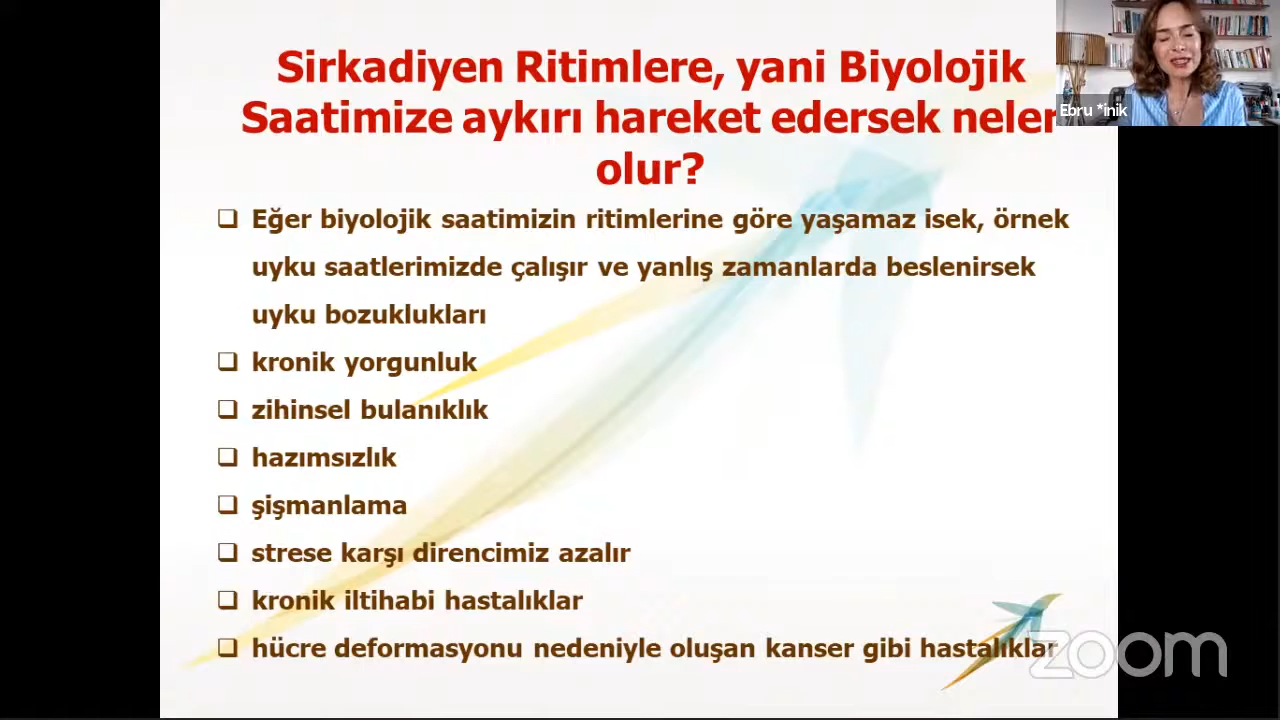 Sirkadiyen Ritimlere, yani Biyolojik
Saatimize aykırı hareket edersek neler
olur?
Ebru *inik
❑ Eğer biyolojik saatimizin ritimlerine göre yaşamaz isek, örnek
uyku saatlerimizde çalışır ve yanlış zamanlarda beslenirsek
uyku bozuklukları
❑ kronik yorgunluk
❑ zihinsel bulanıklık
❑ hazımsızlık
❑ şişmanlama
❑ strese karşı direncimiz azalır
❑ kronik iltihabi hastalıklar
❑ hücre deformasyonu nedeniyle oluşan kanser gibi hastalıklar
zoom